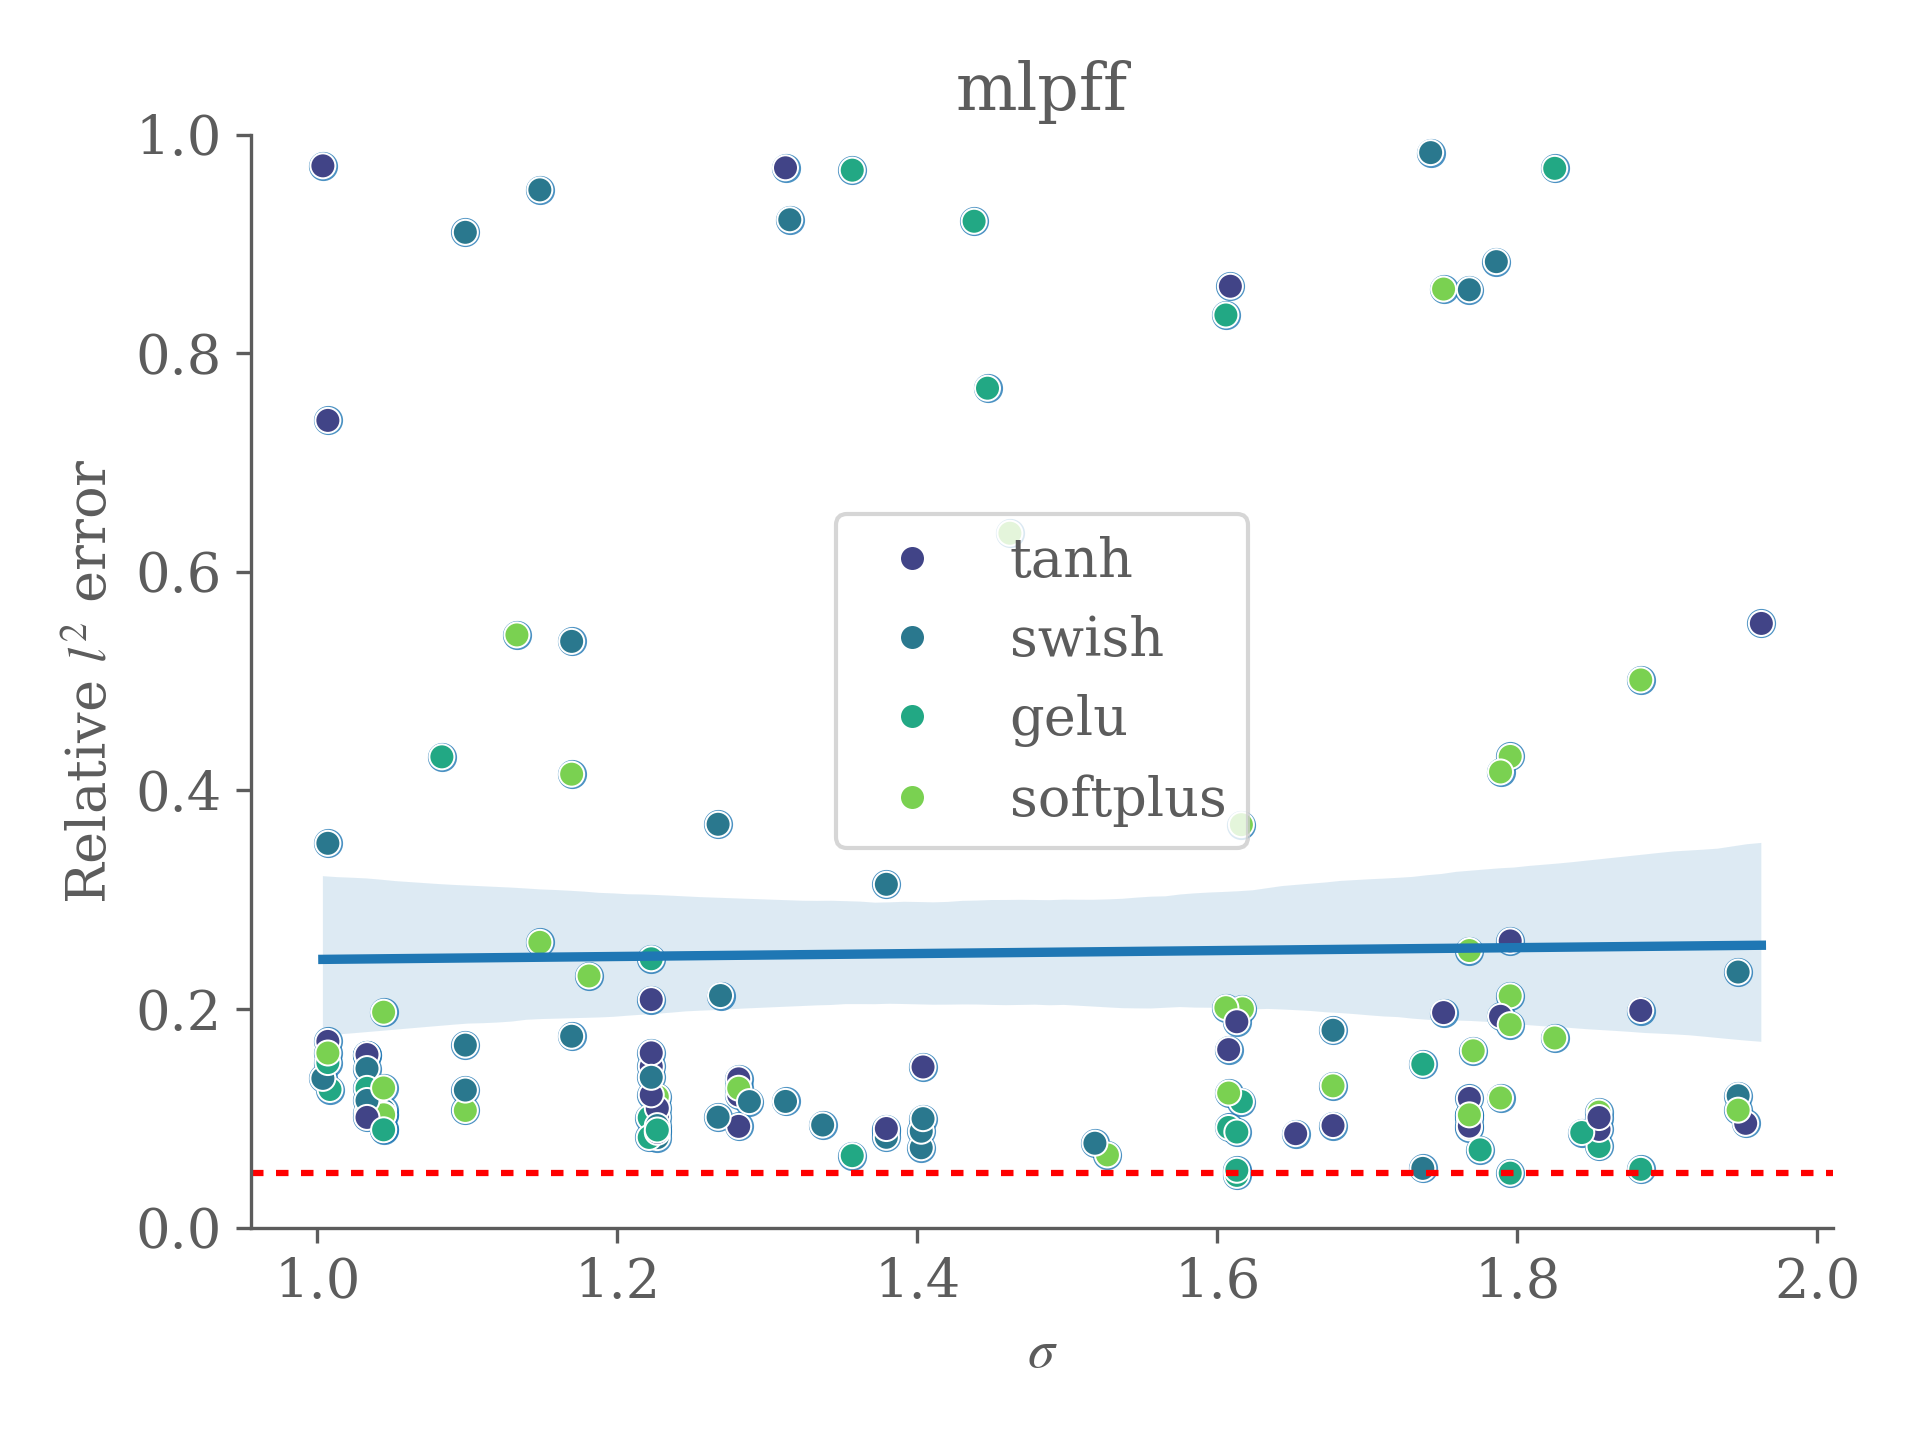 mlpff
1.0
0.8
0.6
0.4
0.2
0.0
Relative l² error
tanh
swish
gelu
softplus
1.0 1.2 1.4 1.6 1.8 2.0
σ